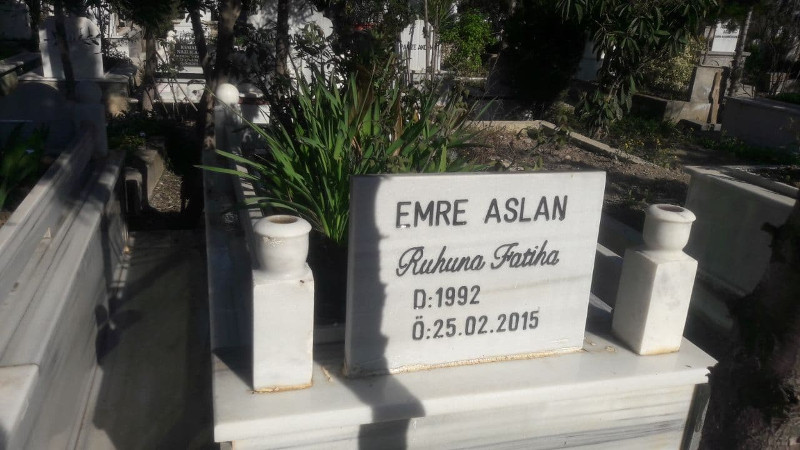 EMRE ASLAN
Ruhuna Fatiha
D:1992
Ö:25.02.2015